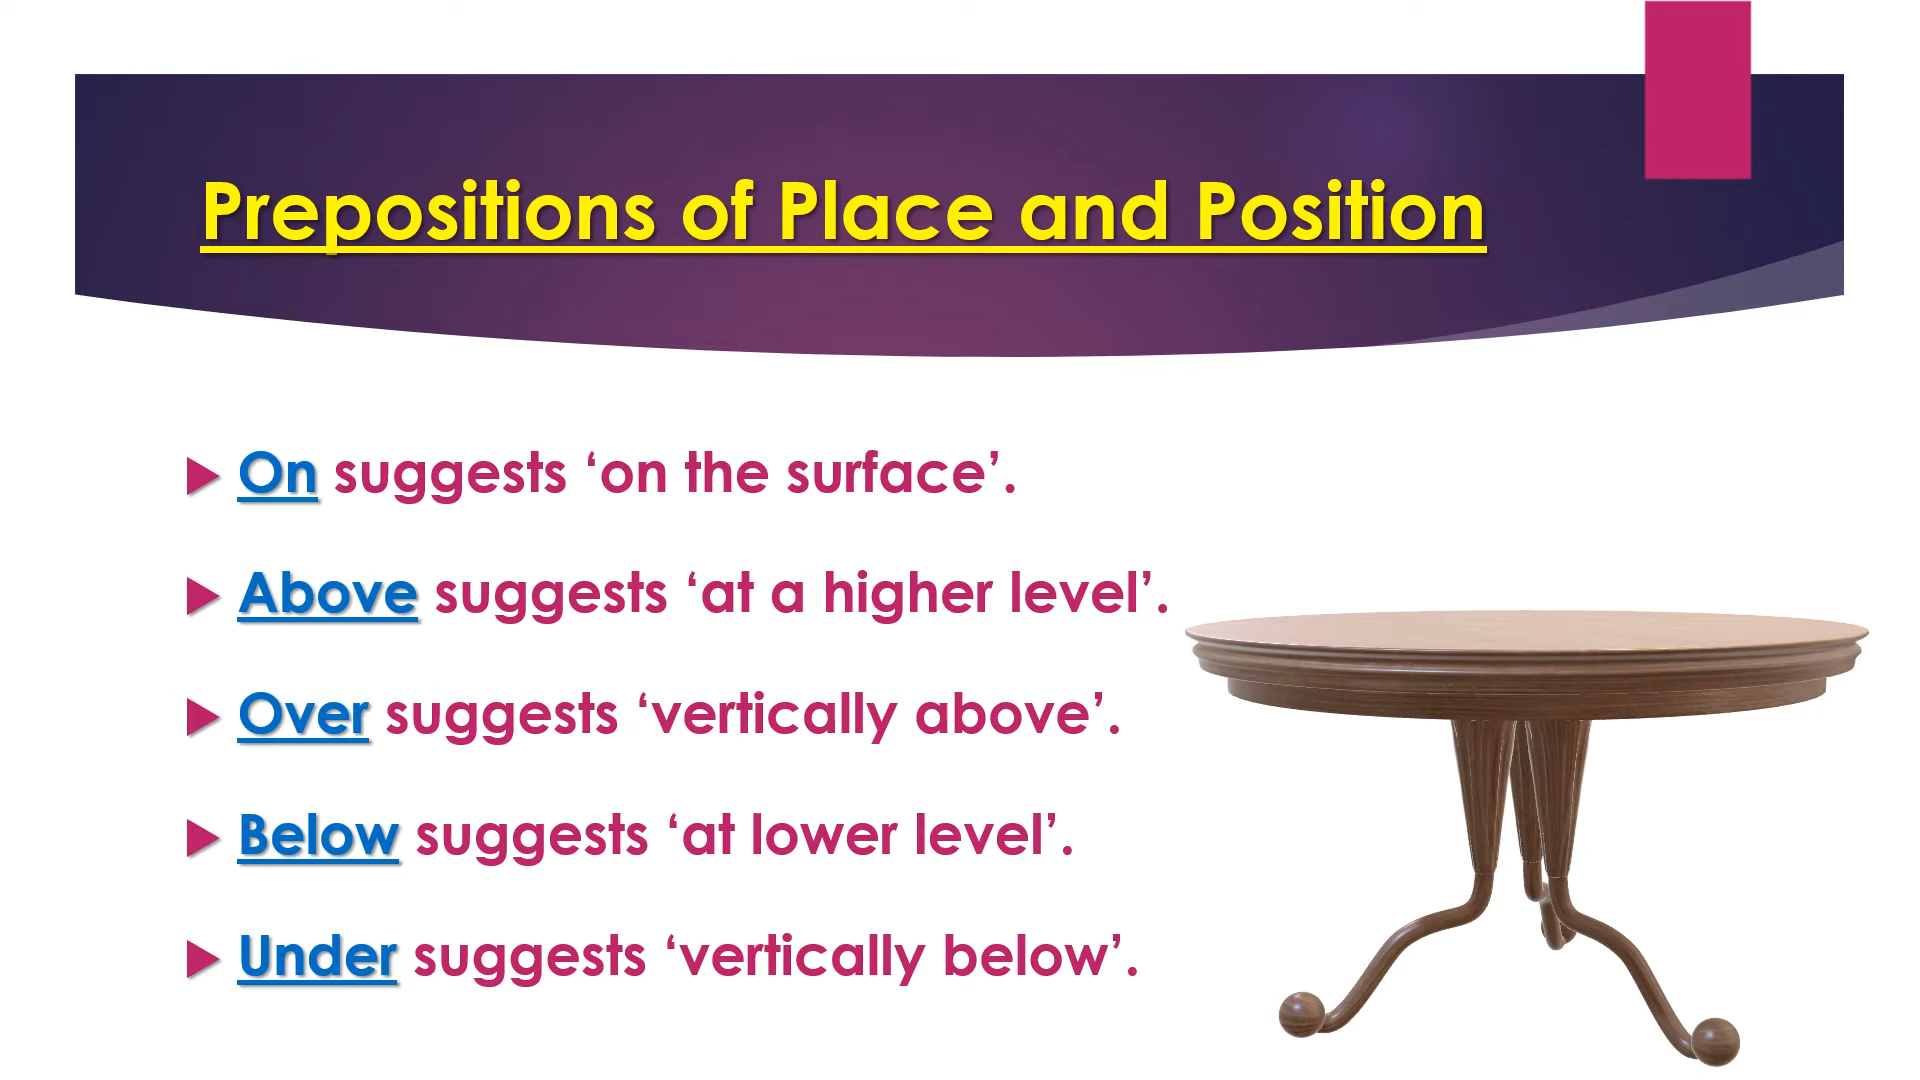 Prepositions of Place and Position
On suggests ‘on the surface’.
Above suggests ‘at a higher level’.
Over suggests ‘vertically above’.
Below suggests ‘at lower level’.
Under suggests ‘vertically below’.